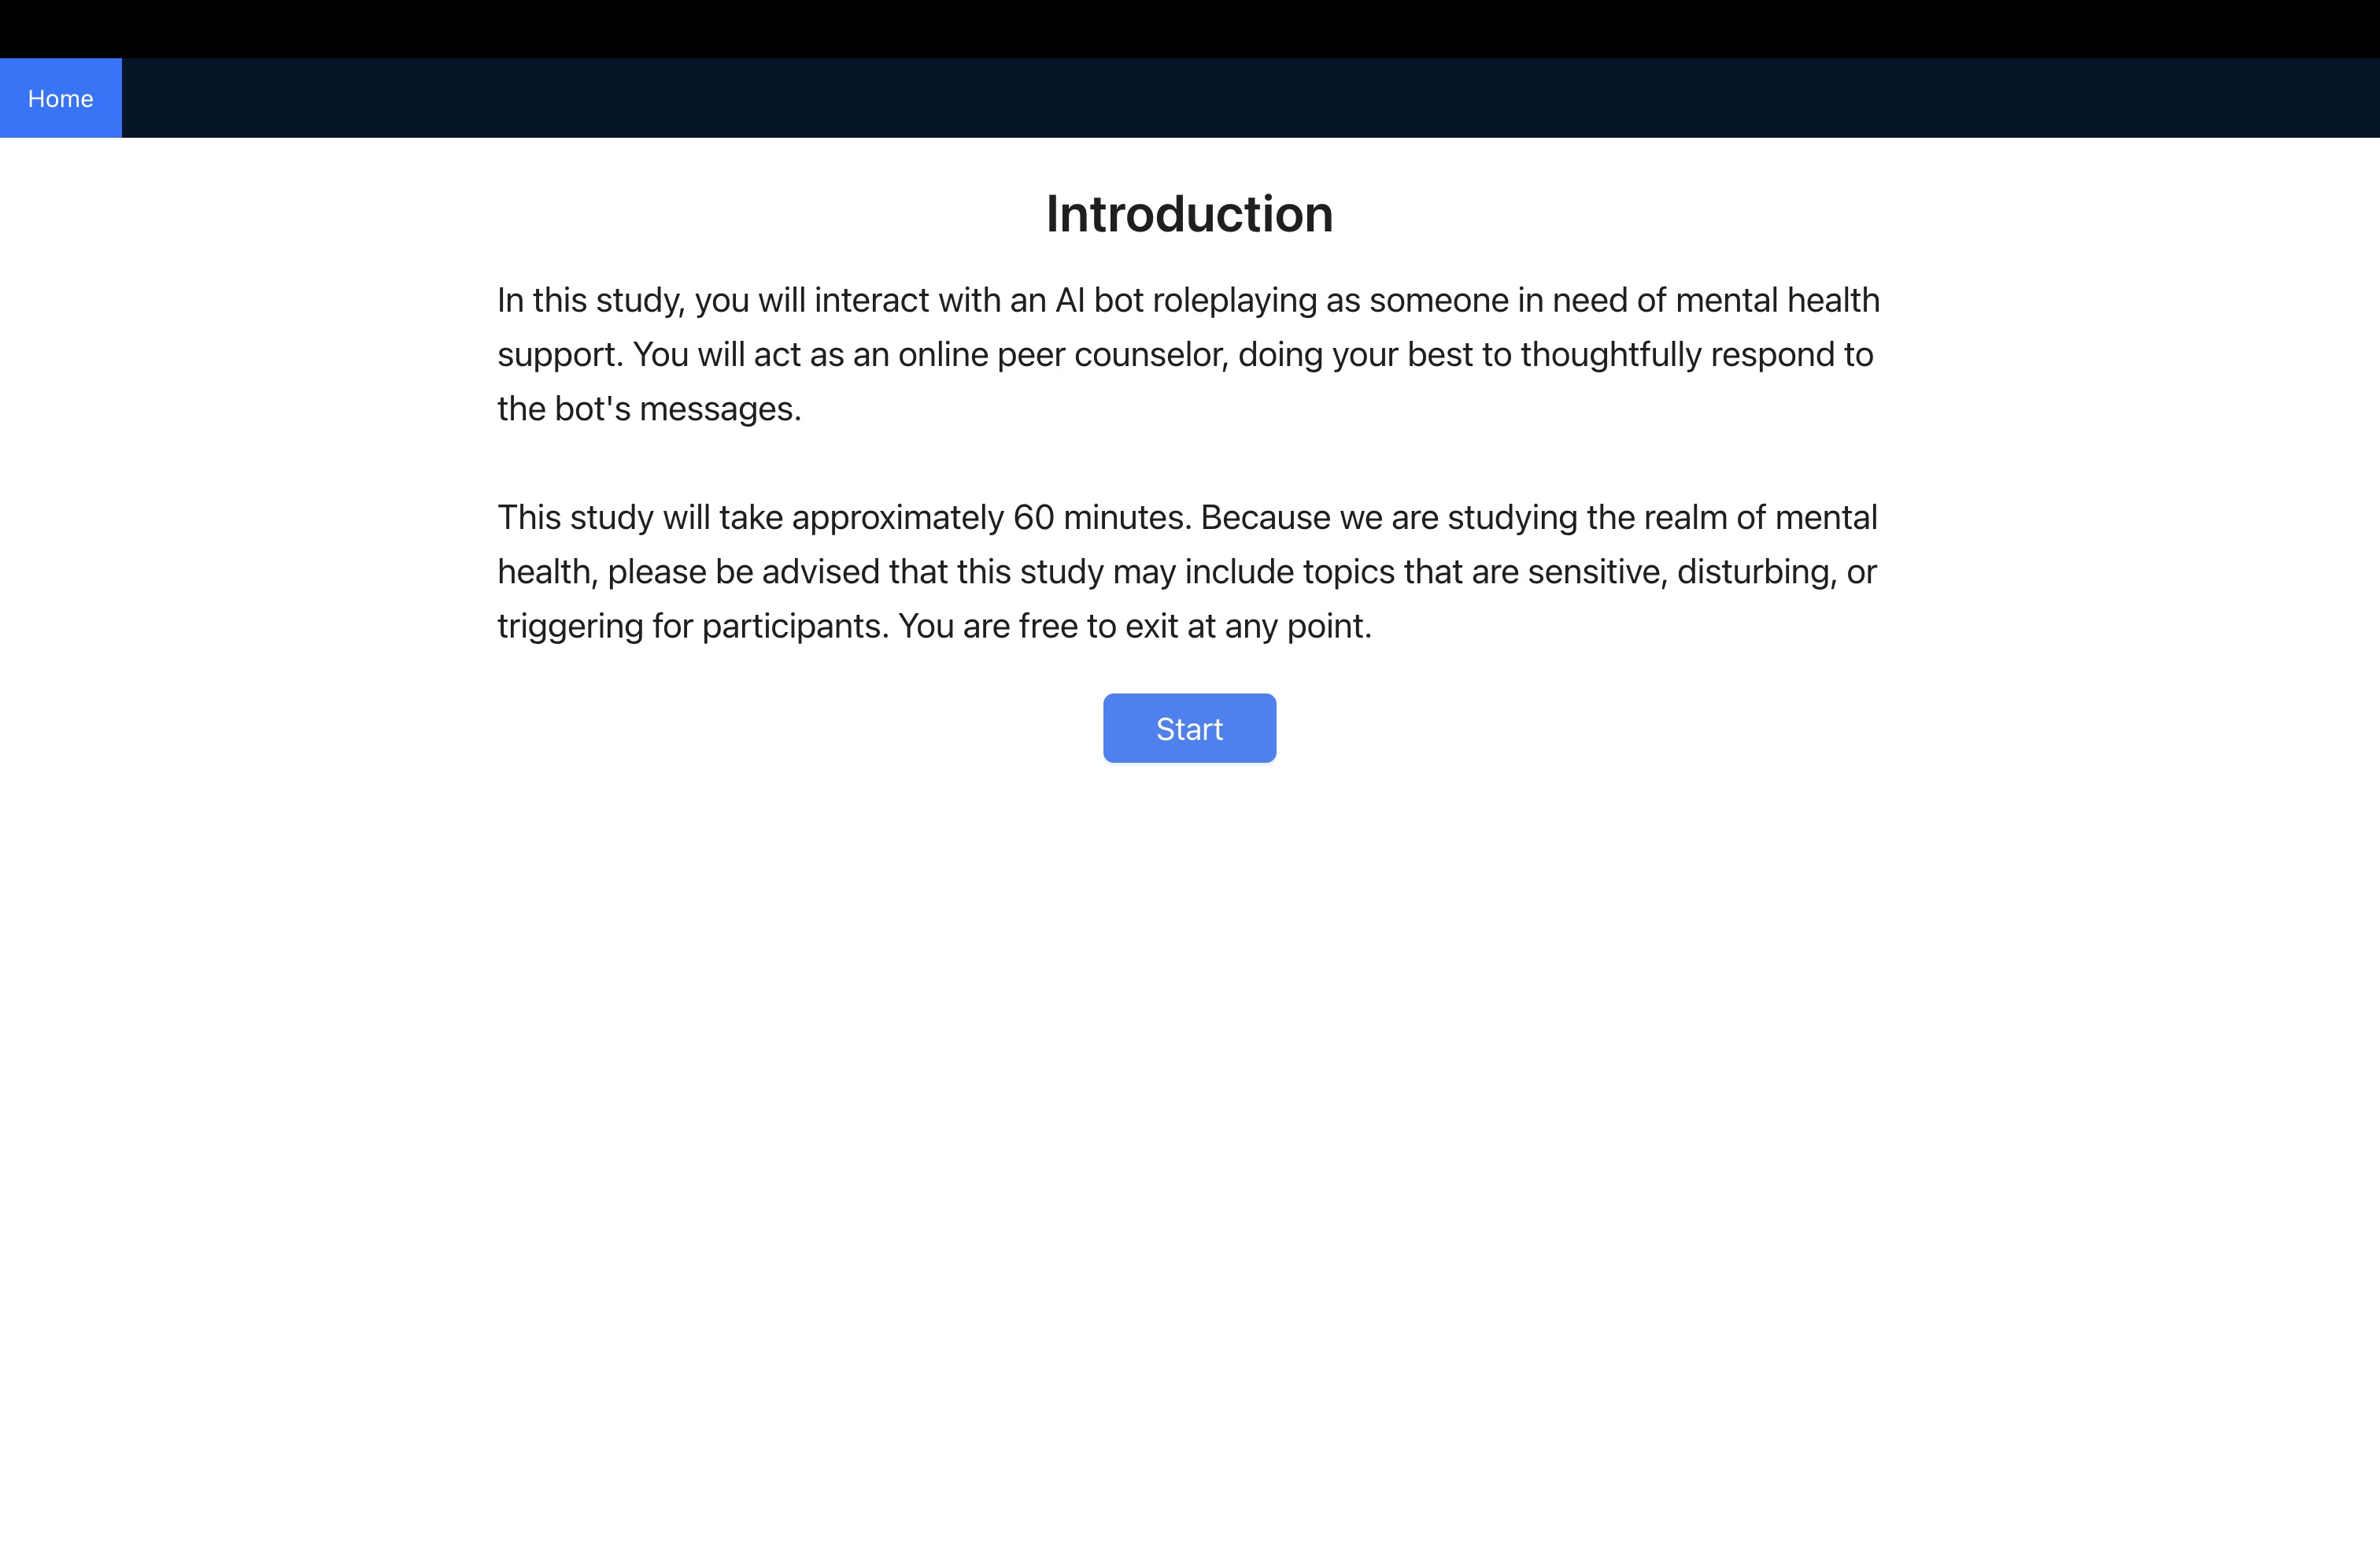 Home
Introduction
In this study, you will interact with an AI bot roleplaying as someone in need of mental health
support. You will act as an online peer counselor, doing your best to thoughtfully respond to
the bot's messages.
This study will take approximately 60 minutes. Because we are studying the realm of mental
health, please be advised that this study may include topics that are sensitive, disturbing, or
triggering for participants. You are free to exit at any point.
Start